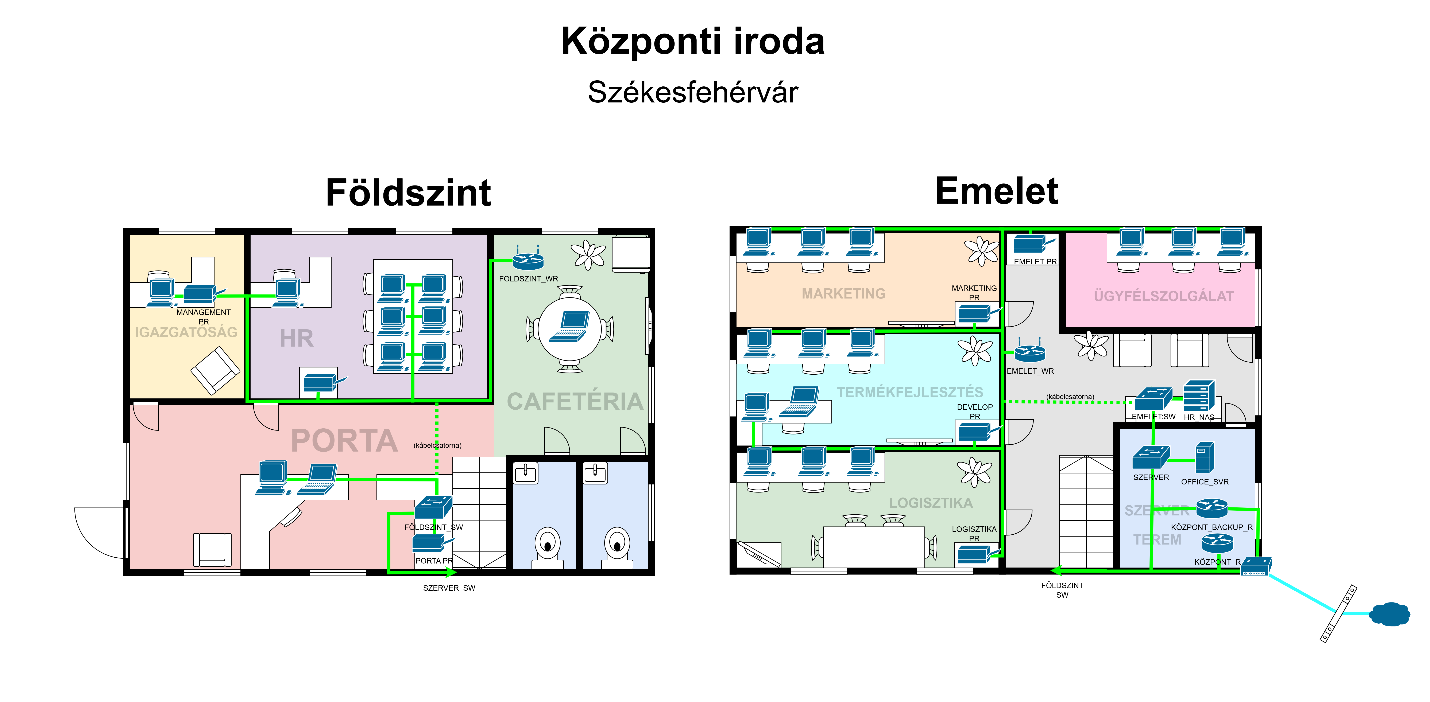 Központi iroda
Székesfehérvár
Földszint
Emelet
FÖLDSZINT_WR
MANAGEMENT
PR
IGAZGATÓSÁG
HR
CAFETÉRIA
PORTA
(kábelcsatorna)
FÖLDSZINT_SW
PORTA PR
SZERVER_SW
EMELET PR
MARKETING
MARKETING
PR
ÜGYFÉLSZOLGÁLAT
EMELET_WR
TERMÉKFEJLESZTÉS
(kábelcsatorna)
DEVELOP
PR
EMELET_SW
HR_NAS
LOGISZTIKA
LOGISZTIKA
PR
SZERVER
OFFICE_SVR
SZERVER
TEREM
KÖZPONT_BACKUP_R
KÖZPONT_R
FÖLDSZINT
SW